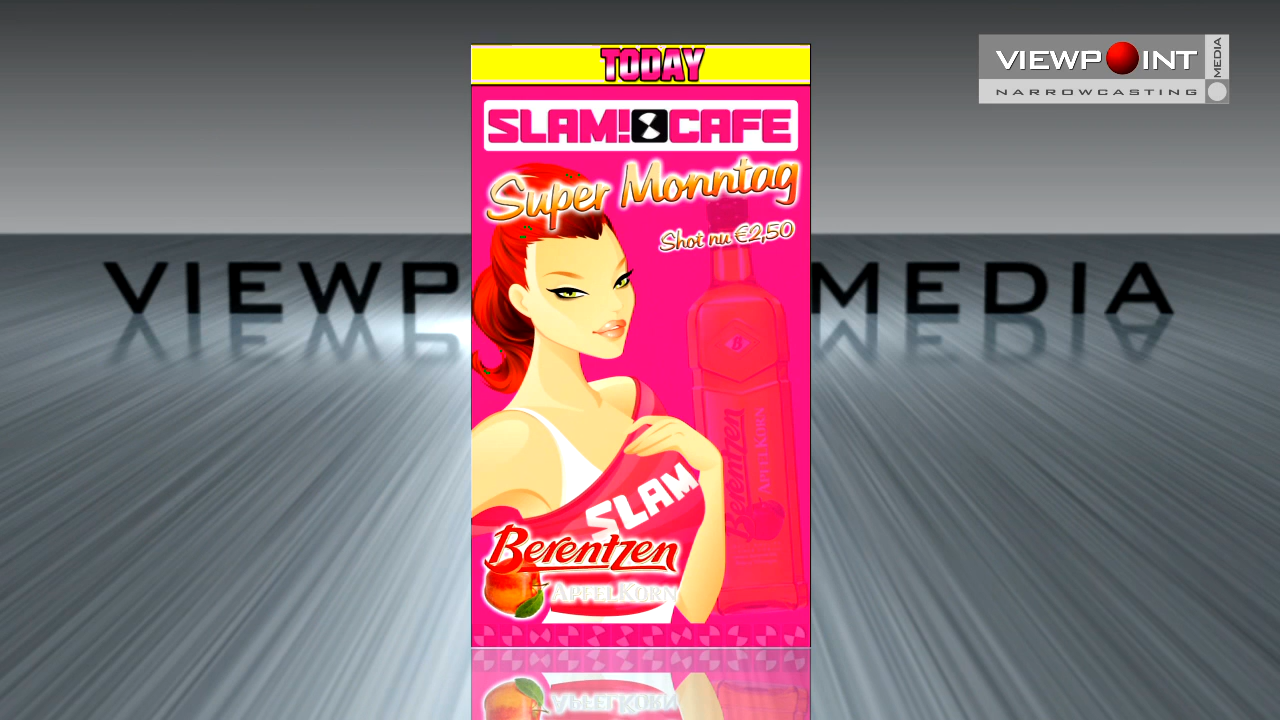 TODAY
VIEWPOINT MEDIA
NARROWCASTING
SLAM! CAFE
Super Monntag
Shot nu €2,50
VIEWP MEDIA
SLAM
Berentzen
APFELKORN
B
Berentzen
APFELKORN
APFELKORN